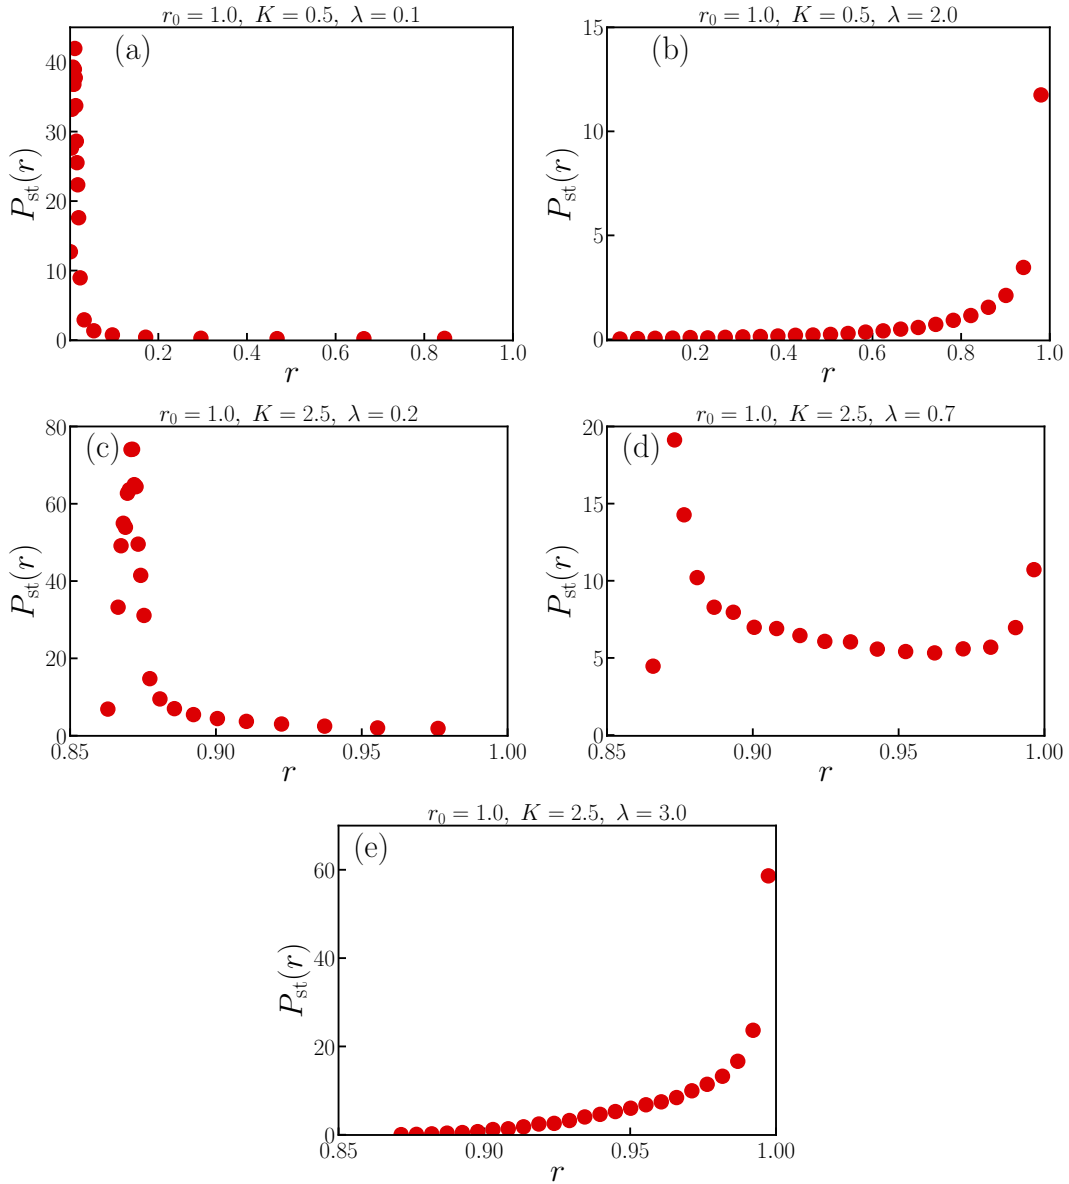 r₀ = 1.0, K = 0.5, λ = 0.1
(a)
40
30
20
10
0
P_st(r)
0.2 0.4 0.6 0.8 1.0
r
r₀ = 1.0, K = 0.5, λ = 2.0
(b)
15
10
5
0
P_st(r)
0.2 0.4 0.6 0.8 1.0
r
r₀ = 1.0, K = 2.5, λ = 0.2
(c)
80
60
40
20
0
P_st(r)
0.85 0.90 0.95 1.00
r
r₀ = 1.0, K = 2.5, λ = 0.7
(d)
20
15
10
5
0
P_st(r)
0.85 0.90 0.95 1.00
r
r₀ = 1.0, K = 2.5, λ = 3.0
(e)
60
40
20
0
P_st(r)
0.85 0.90 0.95 1.00
r